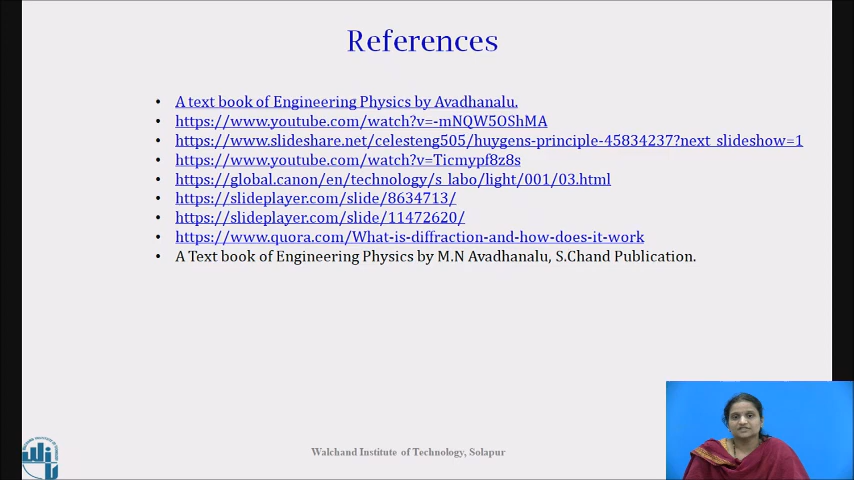 References
• A text book of Engineering Physics by Avadhanalu.
• https://www.youtube.com/watch?v=-mNQW5OShMA
• https://www.slideshare.net/celesteng505/huygens-principle-45834237?next_slideshow=1
• https://www.youtube.com/watch?v=Ticmypf8z8s
• https://global.canon/en/technology/s_labo/light/001/03.html
• https://slideplayer.com/slide/8634713/
• https://slideplayer.com/slide/11472620/
• https://www.quora.com/What-is-diffraction-and-how-does-it-work
• A Text book of Engineering Physics by M.N Avadhanalu, S.Chand Publication.
Walchand Institute of Technology, Solapur